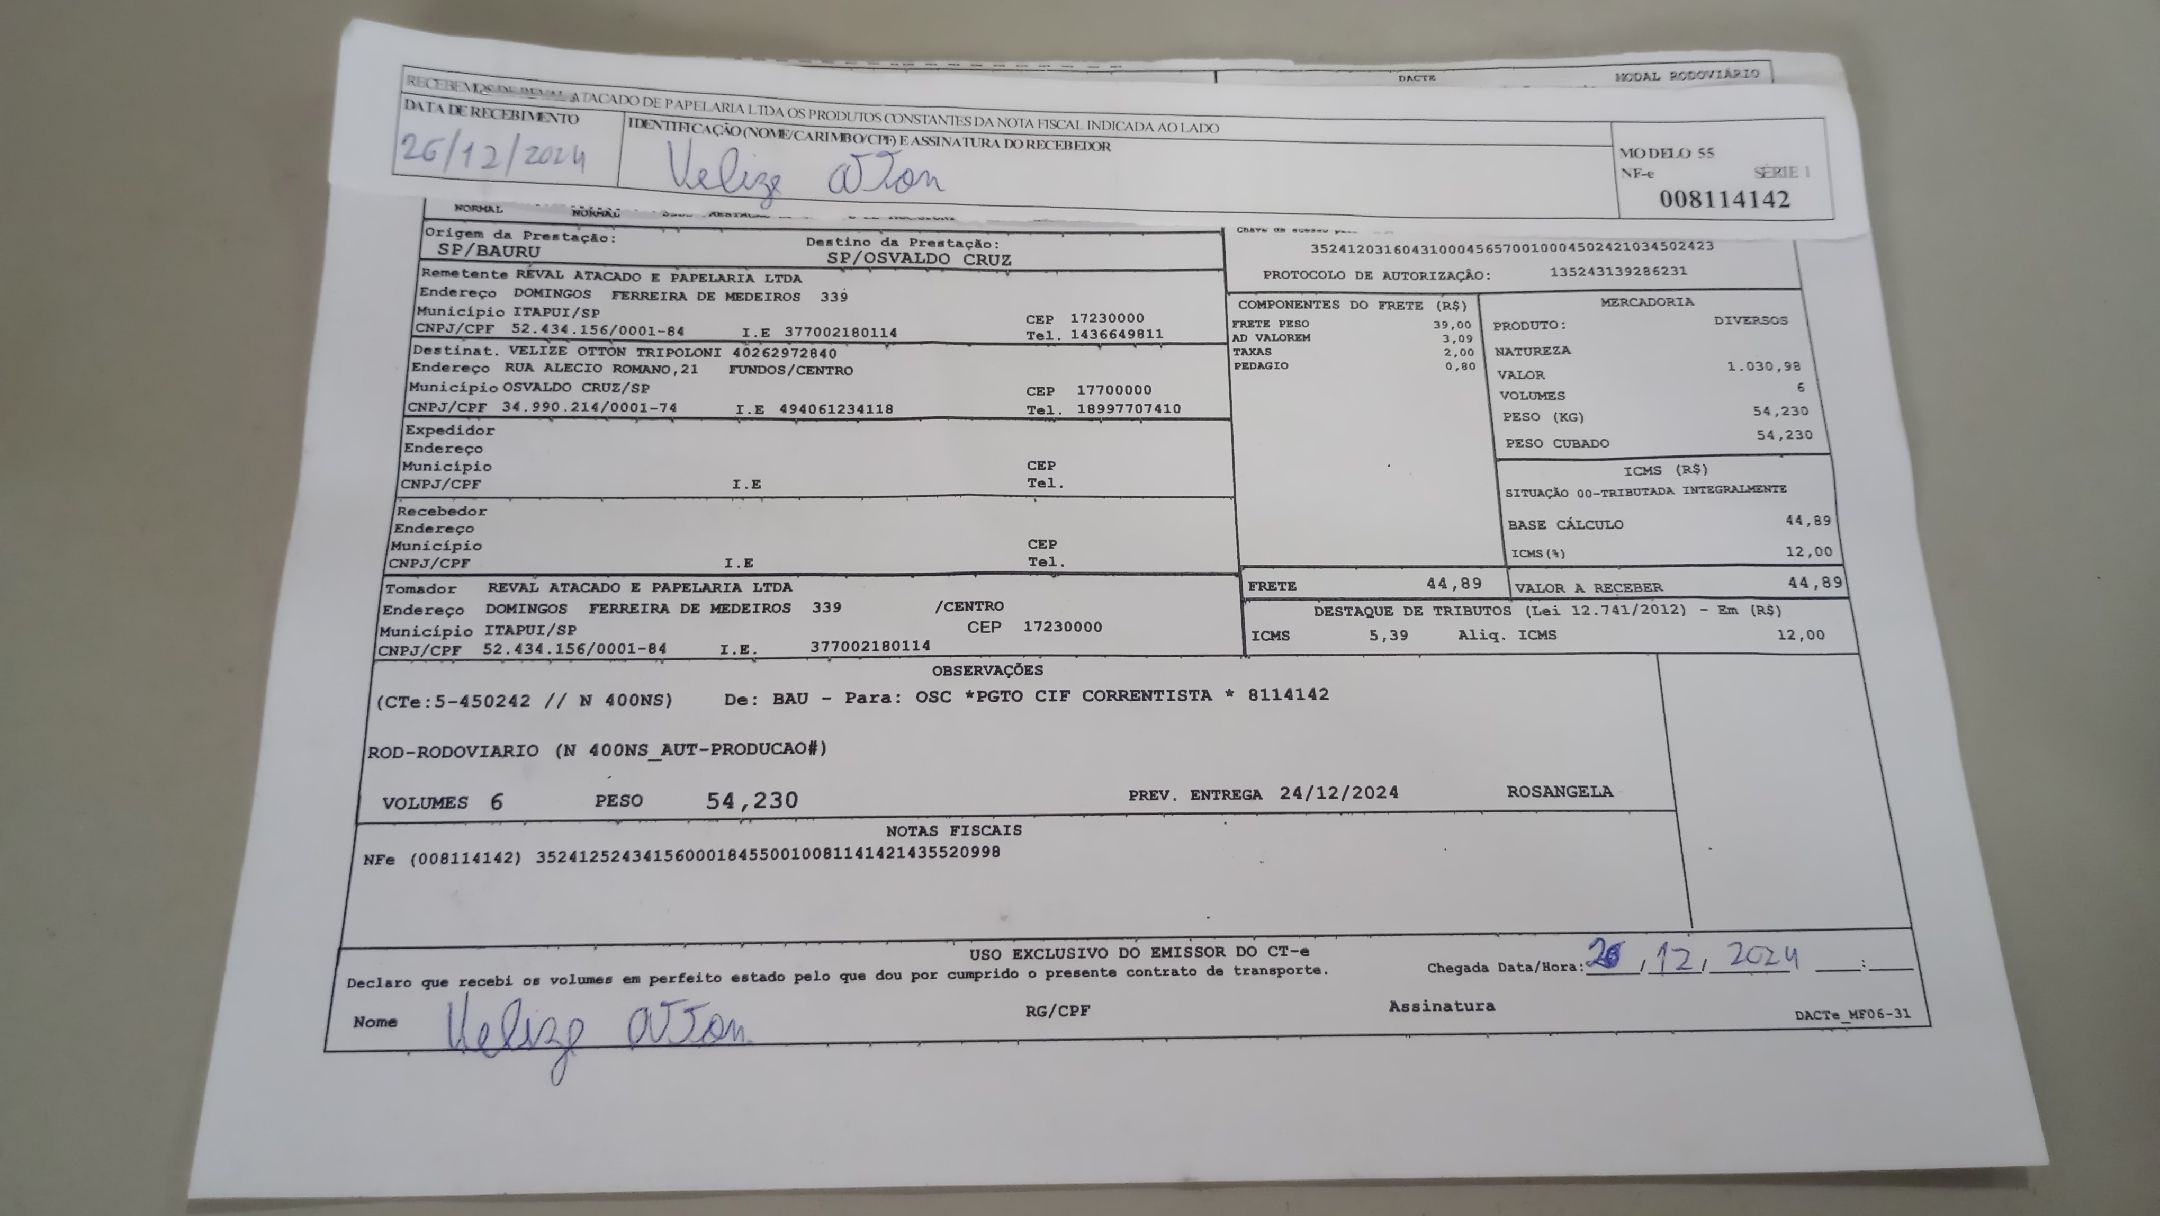 DACTE MODAL RODOVIÁRIO
RECEBEMOS DE REVAL ATACADO DE PAPELARIA LTDA OS PRODUTOS CONSTANTES DA NOTA FISCAL INDICADA AO LADO
DATA DE RECEBIMENTO
26/12/2024
IDENTIFICAÇÃO (NOME/CARIMBO/CPF) E ASSINATURA DO RECEBEDOR
Velize Otton
MODELO 55
NF-e SÉRIE 1
008114142
NORMAL NORMAL
Origem da Prestação:
SP/BAURU
Destino da Prestação:
SP/OSVALDO CRUZ
Remetente REVAL ATACADO E PAPELARIA LTDA
Endereço DOMINGOS FERREIRA DE MEDEIROS 339
Município ITAPUI/SP CEP 17230000
CNPJ/CPF 52.434.156/0001-84 I.E 377002180114 Tel. 1436649811
Destinat. VELIZE OTTON TRIPOLONI 40262972840
Endereço RUA ALECIO ROMANO,21 FUNDOS/CENTRO
Município OSVALDO CRUZ/SP CEP 17700000
CNPJ/CPF 34.990.214/0001-74 I.E 494061234118 Tel. 18997707410
Expedidor
Endereço
Município CEP
CNPJ/CPF I.E Tel.
Recebedor
Endereço
Município CEP
CNPJ/CPF I.E Tel.
Tomador REVAL ATACADO E PAPELARIA LTDA
Endereço DOMINGOS FERREIRA DE MEDEIROS 339 /CENTRO
Município ITAPUI/SP CEP 17230000
CNPJ/CPF 52.434.156/0001-84 I.E. 377002180114
Chave de acesso
35241203160431000456570010004502421034502423
PROTOCOLO DE AUTORIZAÇÃO: 135243139286231
COMPONENTES DO FRETE (R$)
FRETE PESO 39,00
AD VALOREM 3,09
TAXAS 2,00
PEDAGIO 0,80
MERCADORIA
PRODUTO: DIVERSOS
NATUREZA
VALOR 1.030,98
VOLUMES 6
PESO (KG) 54,230
PESO CUBADO 54,230
ICMS (R$)
SITUAÇÃO 00-TRIBUTADA INTEGRALMENTE
BASE CÁLCULO 44,89
ICMS(%) 12,00
FRETE 44,89 VALOR A RECEBER 44,89
DESTAQUE DE TRIBUTOS (Lei 12.741/2012) - Em (R$)
ICMS 5,39 Aliq. ICMS 12,00
OBSERVAÇÕES
(CTe:5-450242 // N 400NS) De: BAU - Para: OSC *PGTO CIF CORRENTISTA * 8114142
ROD-RODOVIARIO (N 400NS_AUT-PRODUCAO#)
VOLUMES 6 PESO 54,230 PREV. ENTREGA 24/12/2024 ROSANGELA
NOTAS FISCAIS
NFe (008114142) 35241252434156000184550010081141421435520998
USO EXCLUSIVO DO EMISSOR DO CT-e
Declaro que recebi os volumes em perfeito estado pelo que dou por cumprido o presente contrato de transporte.
Chegada Data/Hora: 26/12/2024 __:__
Nome Velize Otton RG/CPF Assinatura
DACTe_MF06-31